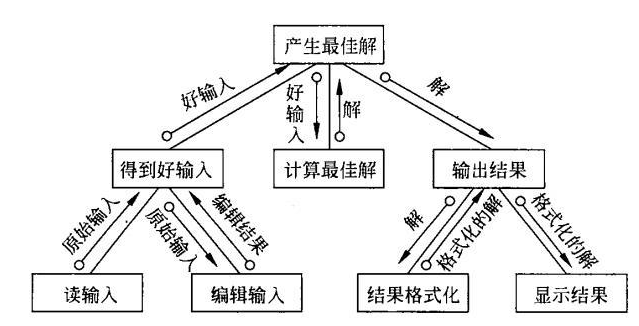 产生最佳解
好输入
好输入
解
解
得到好输入
计算最佳解
输出结果
原始输入
原始输入
编辑结果
解
格式化的解
格式化的解
读输入
编辑输入
结果格式化
显示结果